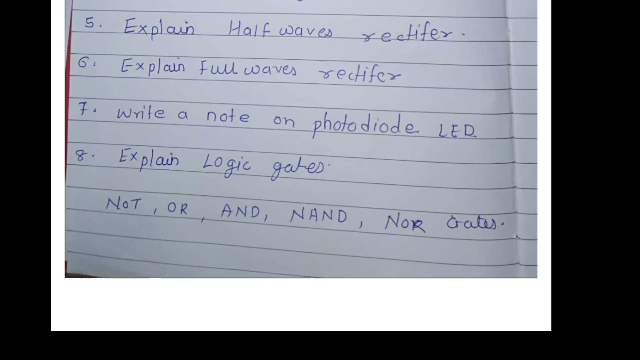 5. Explain Half waves rectifer.
6. Explain Full waves rectifer
7. Write a note on photodiode LED.
8. Explain Logic gates.
NOT, OR, AND, NAND, NOR Gates.